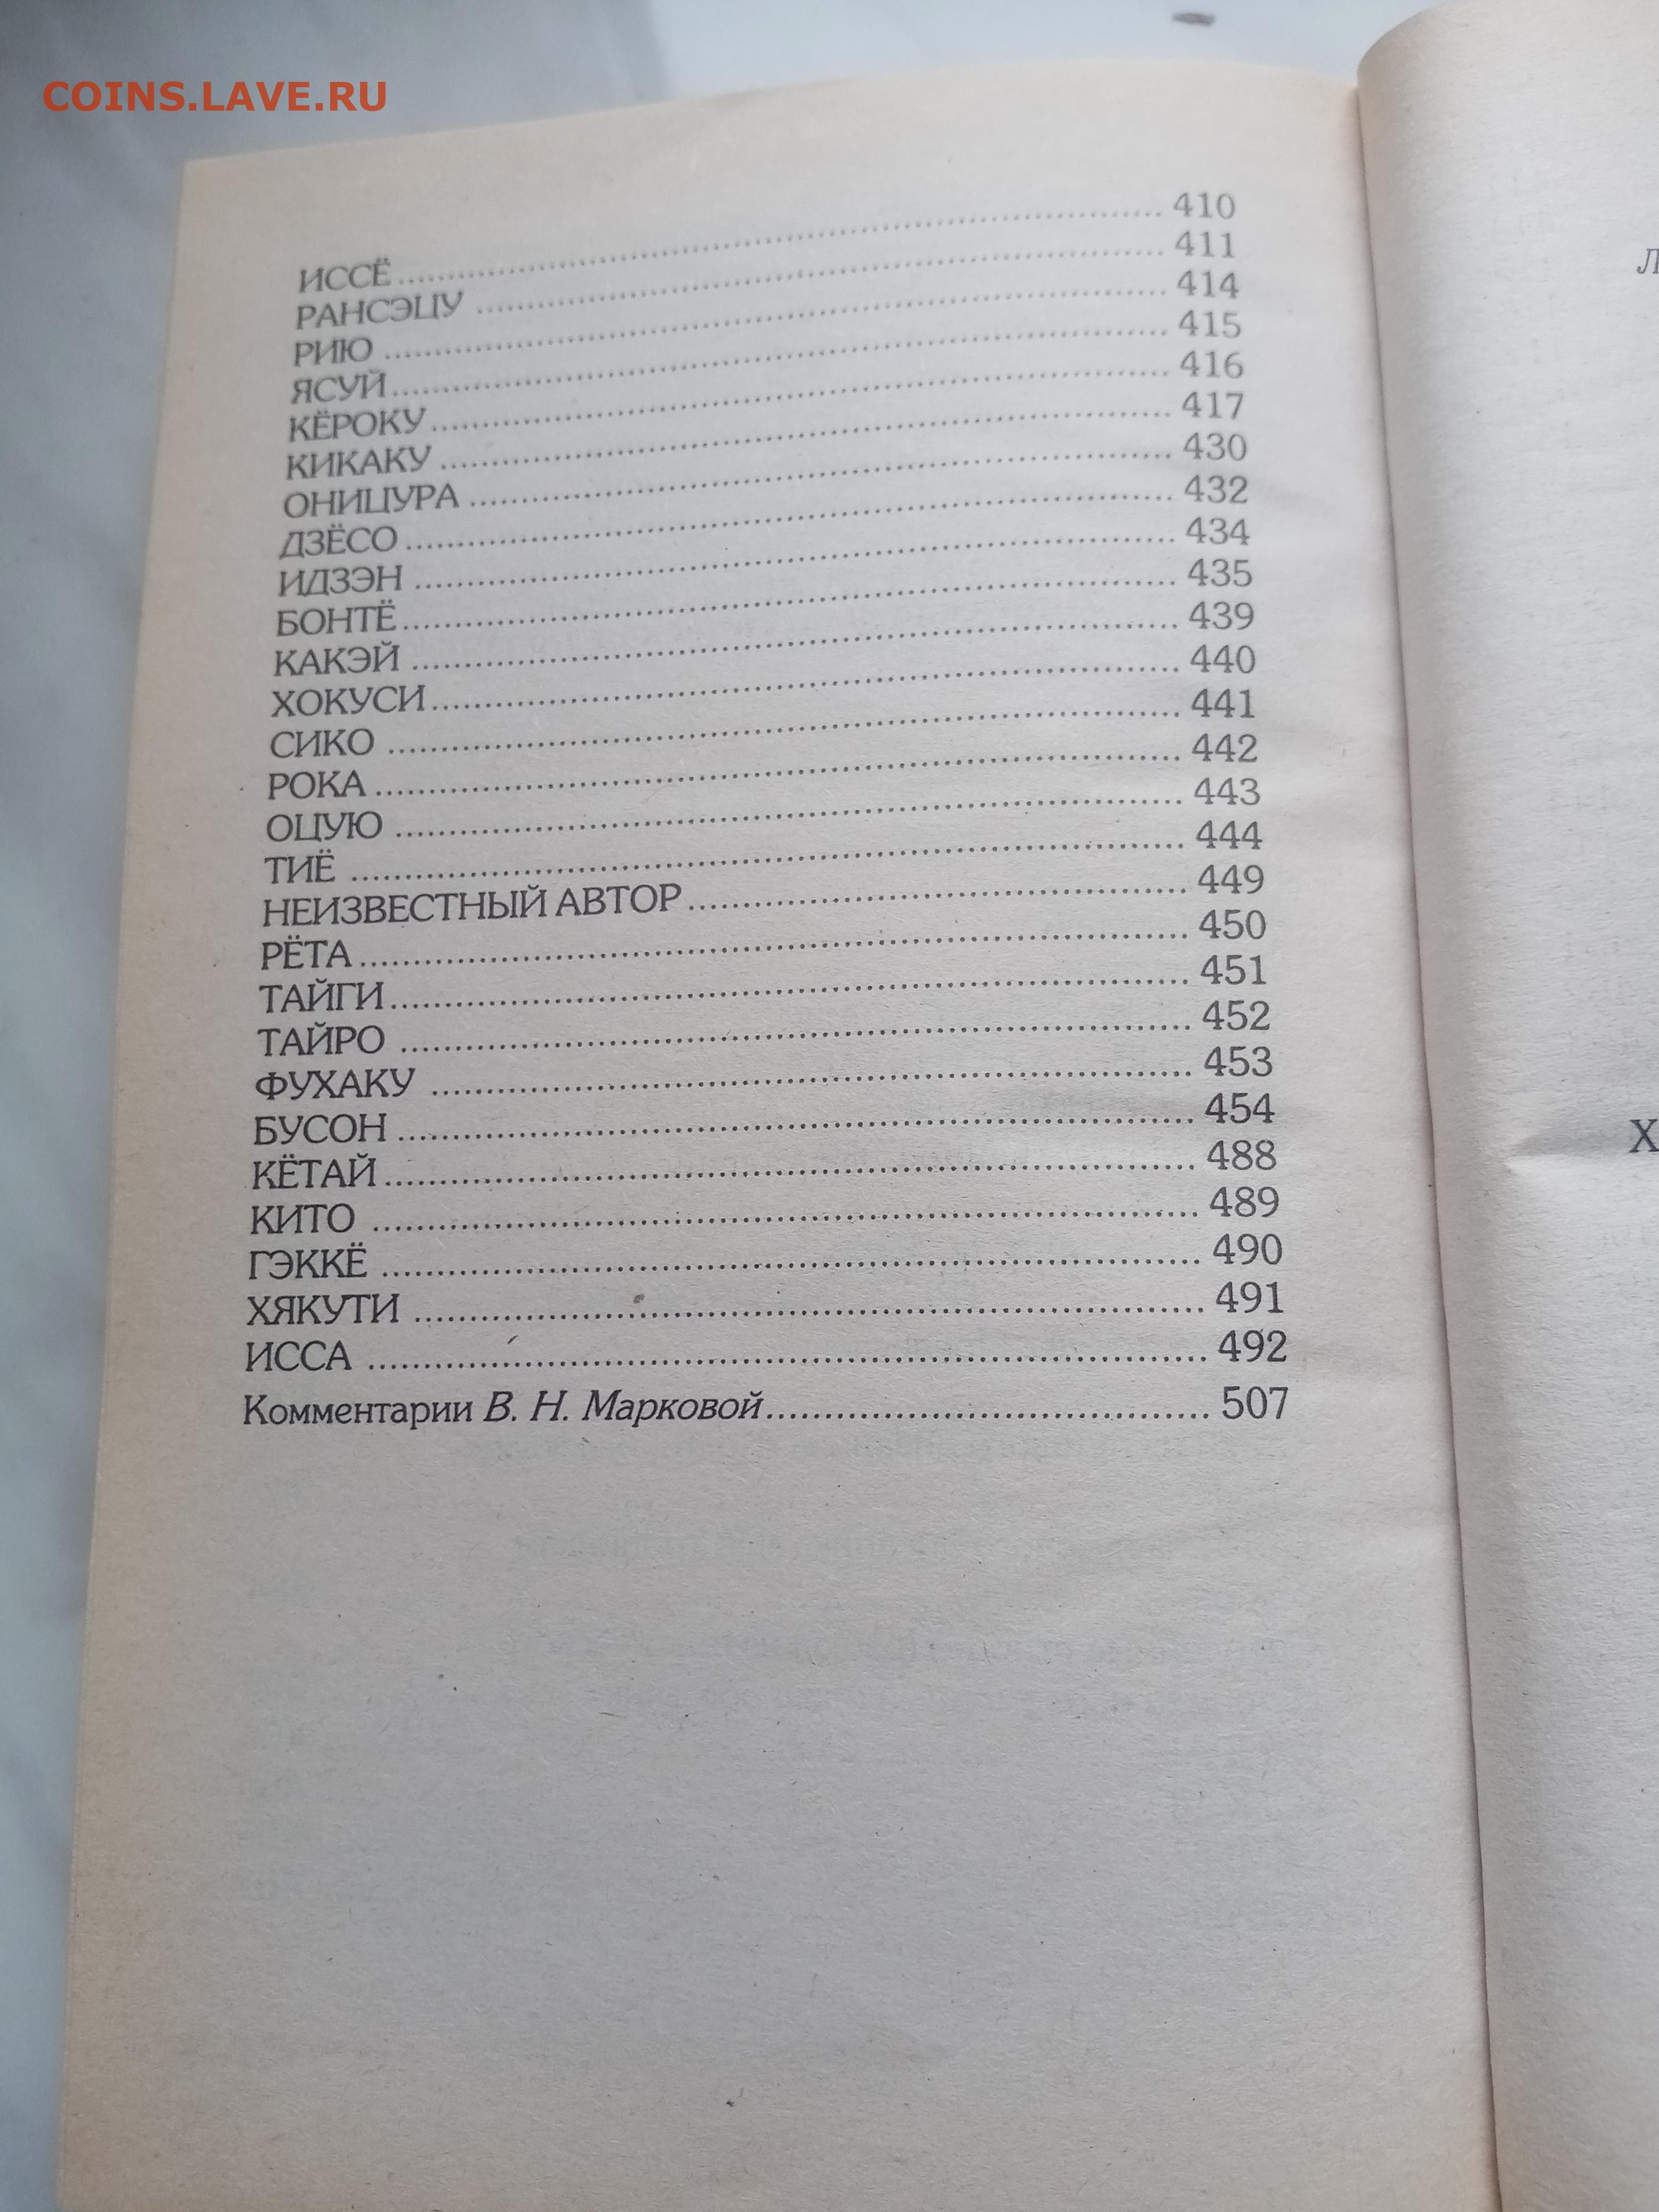 COINS.LAVE.RU
ИССЁ ........ 410
РАНСЭЦУ ........ 411
РИЮ ........ 414
ЯСУЙ ........ 415
КЁРОКУ ........ 416
КИКАКУ ........ 417
ОНИЦУРА ........ 430
ДЗЁСО ........ 432
ИДЗЭН ........ 434
БОНТЁ ........ 435
КАКЭЙ ........ 439
ХОКУСИ ........ 440
СИКО ........ 441
РОКА ........ 442
ОЦУЮ ........ 443
ТИЁ ........ 444
НЕИЗВЕСТНЫЙ АВТОР ........ 449
РЁТА ........ 450
ТАЙГИ ........ 451
ТАЙРО ........ 452
ФУХАКУ ........ 453
БУСОН ........ 454
КЁТАЙ ........ 488
КИТО ........ 489
ГЭККЁ ........ 490
ХЯКУТИ ........ 491
ИССА ........ 492
Комментарии В. Н. Марковой ........ 507
Л
Х